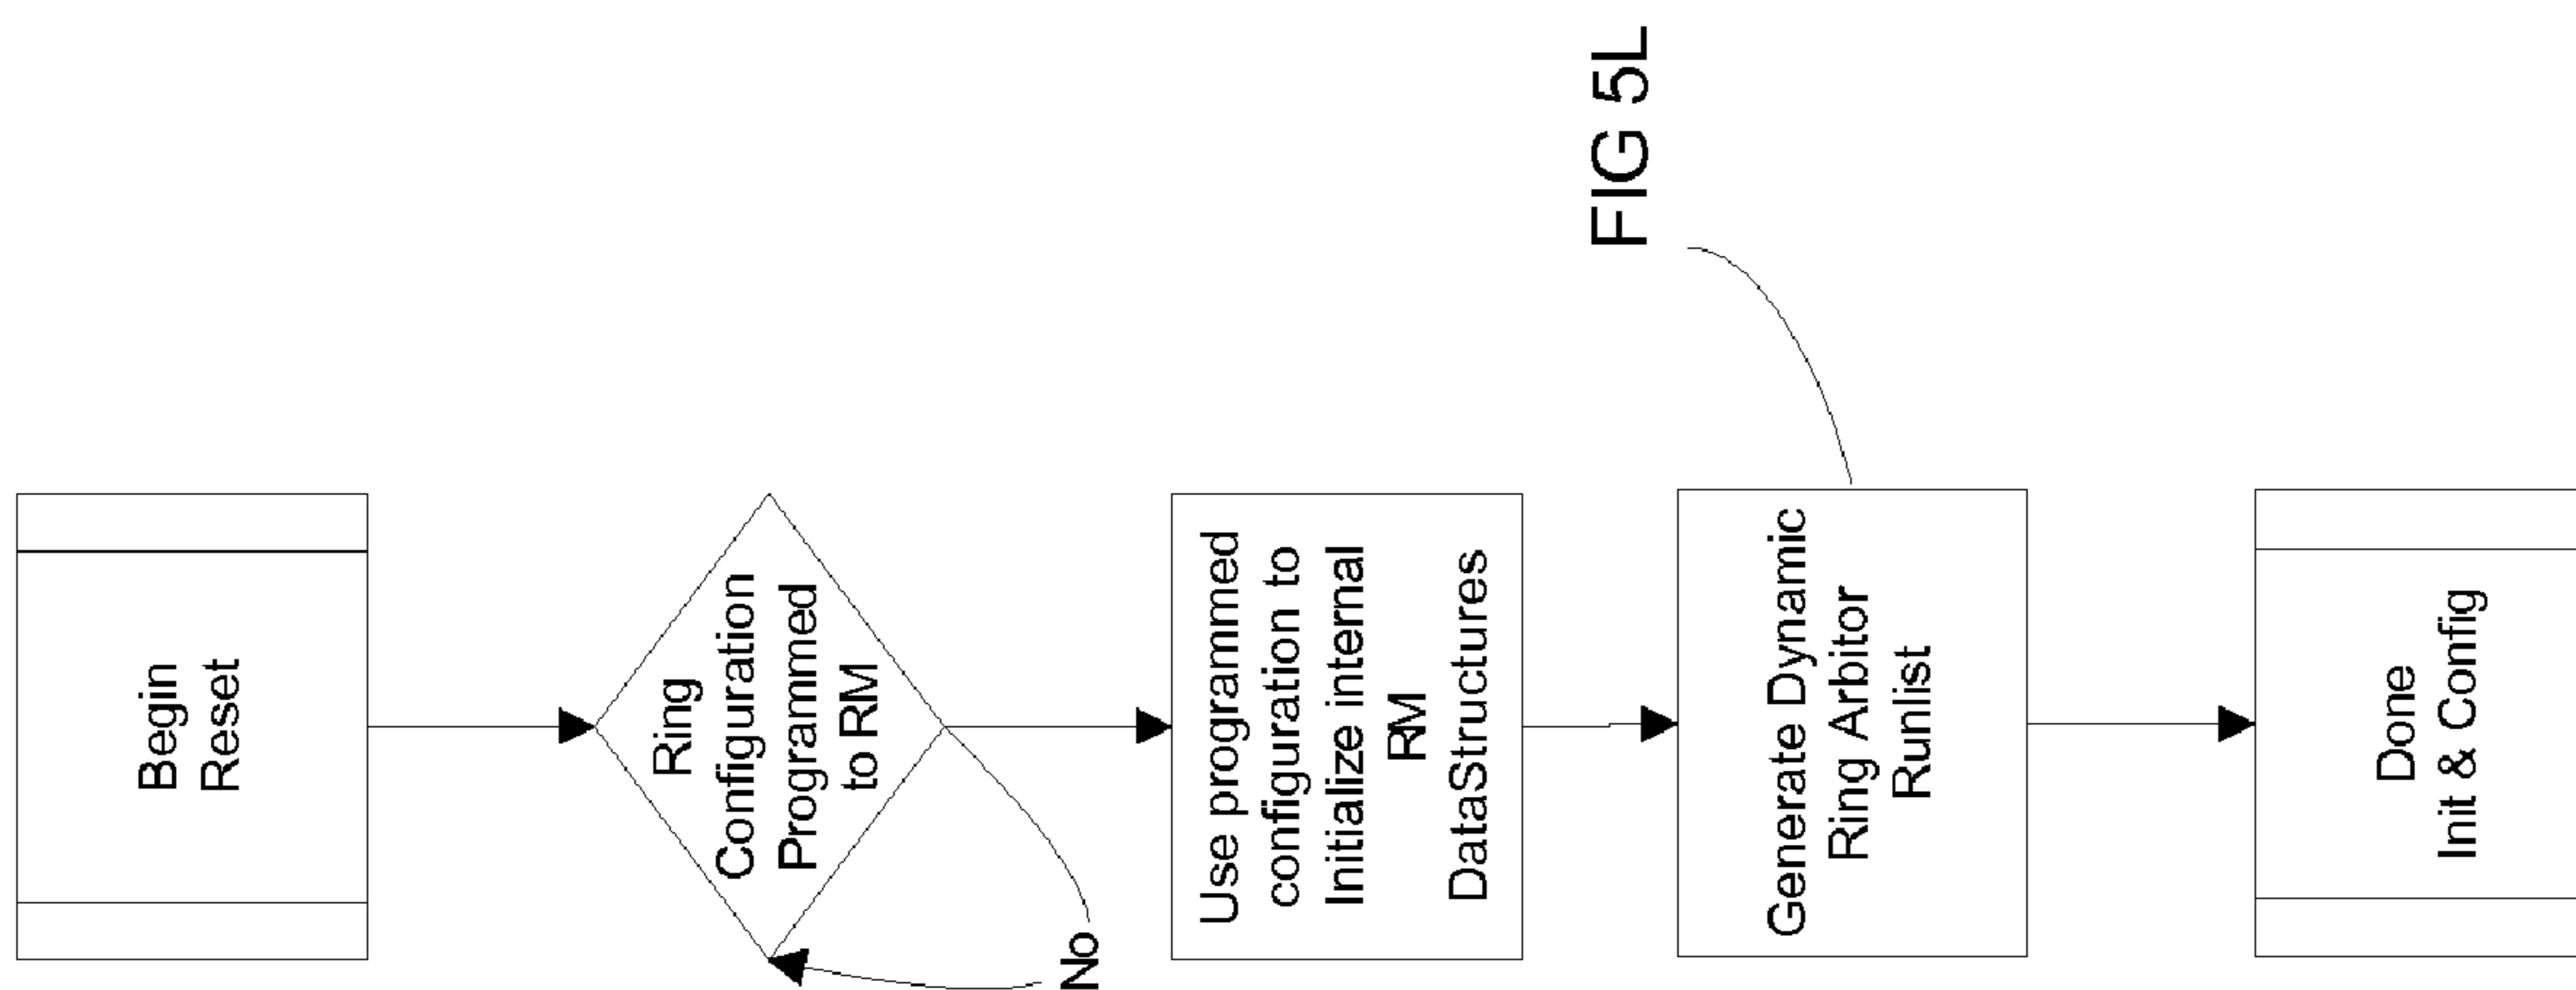 Begin
Reset
Ring
Configuration
Programmed
to RM
No
Use programmed
configuration to
Initialize internal
RM
DataStructures
Generate Dynamic
Ring Arbitor
Runlist
FIG 5L
Done
Init & Config